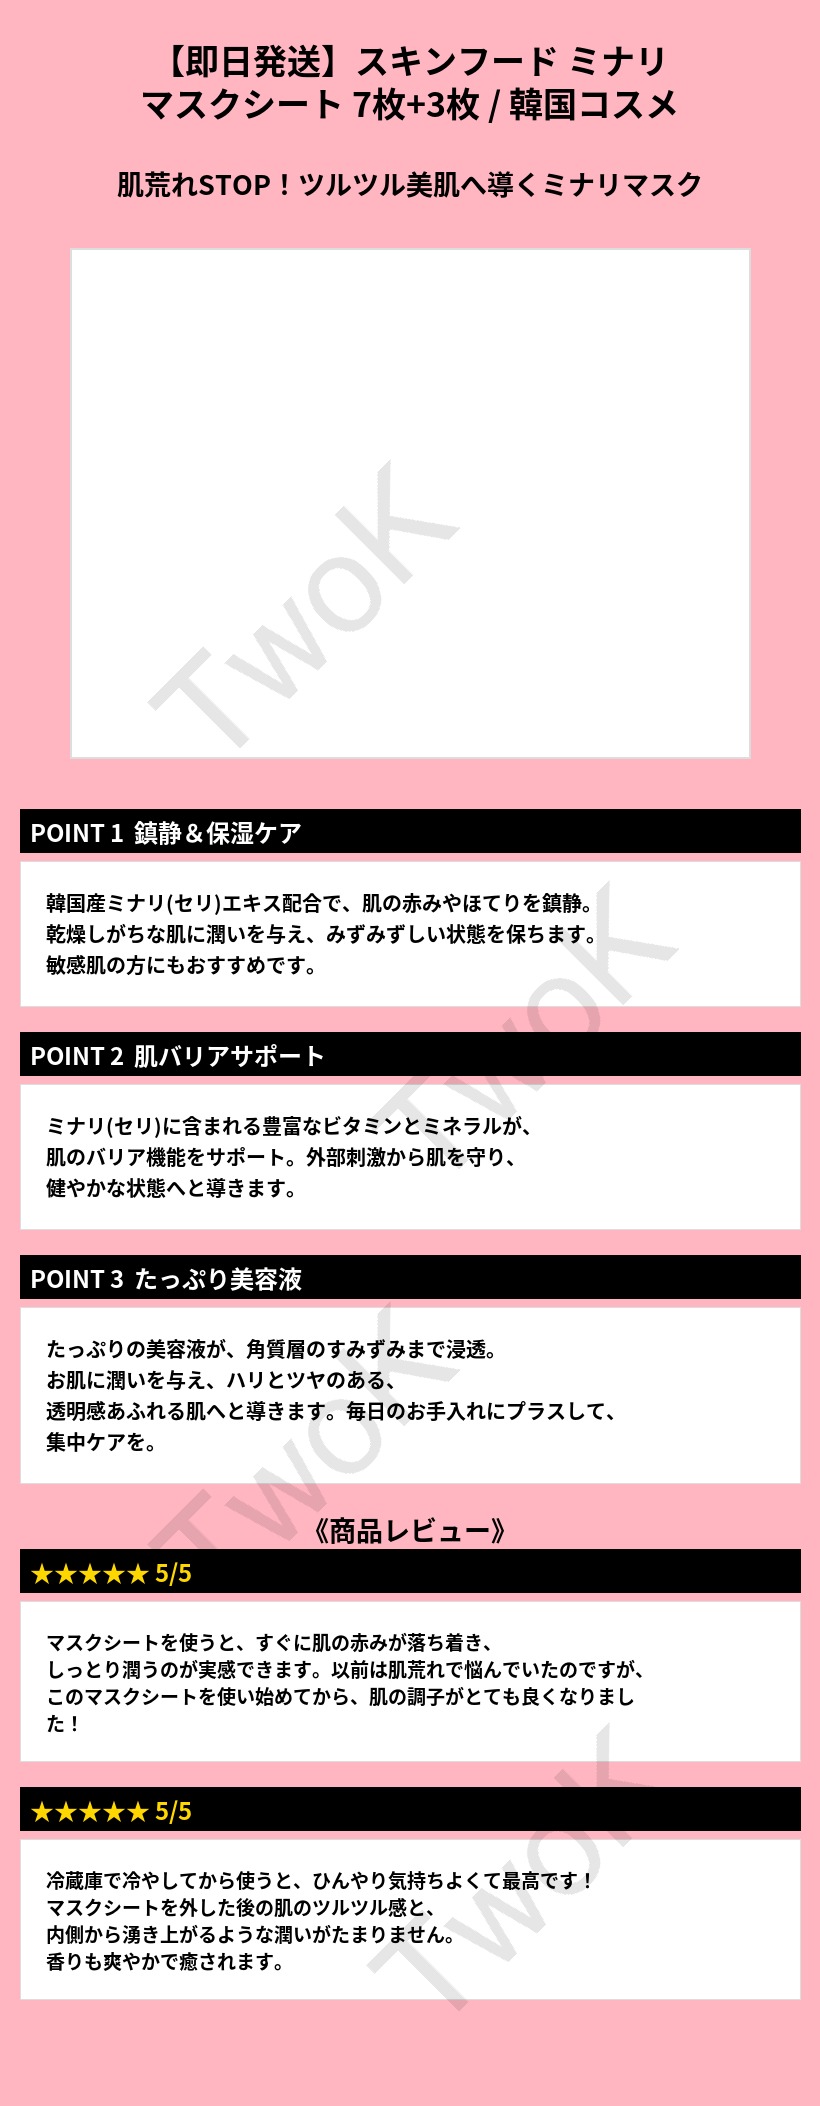 【即日発送】スキンフード ミナリ
マスクシート 7枚+3枚 / 韓国コスメ
肌荒れSTOP！ツルツル美肌へ導くミナリマスク
TwoK
POINT 1 鎮静＆保湿ケア
韓国産ミナリ(セリ)エキス配合で、肌の赤みやほてりを鎮静。
乾燥しがちな肌に潤いを与え、みずみずしい状態を保ちます。
敏感肌の方にもおすすめです。
TwoK
POINT 2 肌バリアサポート
ミナリ(セリ)に含まれる豊富なビタミンとミネラルが、
肌のバリア機能をサポート。外部刺激から肌を守り、
健やかな状態へと導きます。
POINT 3 たっぷり美容液
たっぷりの美容液が、角質層のすみずみまで浸透。
お肌に潤いを与え、ハリとツヤのある、
透明感あふれる肌へと導きます。毎日のお手入れにプラスして、
集中ケアを。
TwoK
《商品レビュー》
★★★★★ 5/5
マスクシートを使うと、すぐに肌の赤みが落ち着き、
しっとり潤うのが実感できます。以前は肌荒れで悩んでいたのですが、
このマスクシートを使い始めてから、肌の調子がとても良くなりまし
た！
★★★★★ 5/5
冷蔵庫で冷やしてから使うと、ひんやり気持ちよくて最高です！
マスクシートを外した後の肌のツルツル感と、
内側から湧き上がるような潤いがたまりません。
香りも爽やかで癒されます。
TwoK